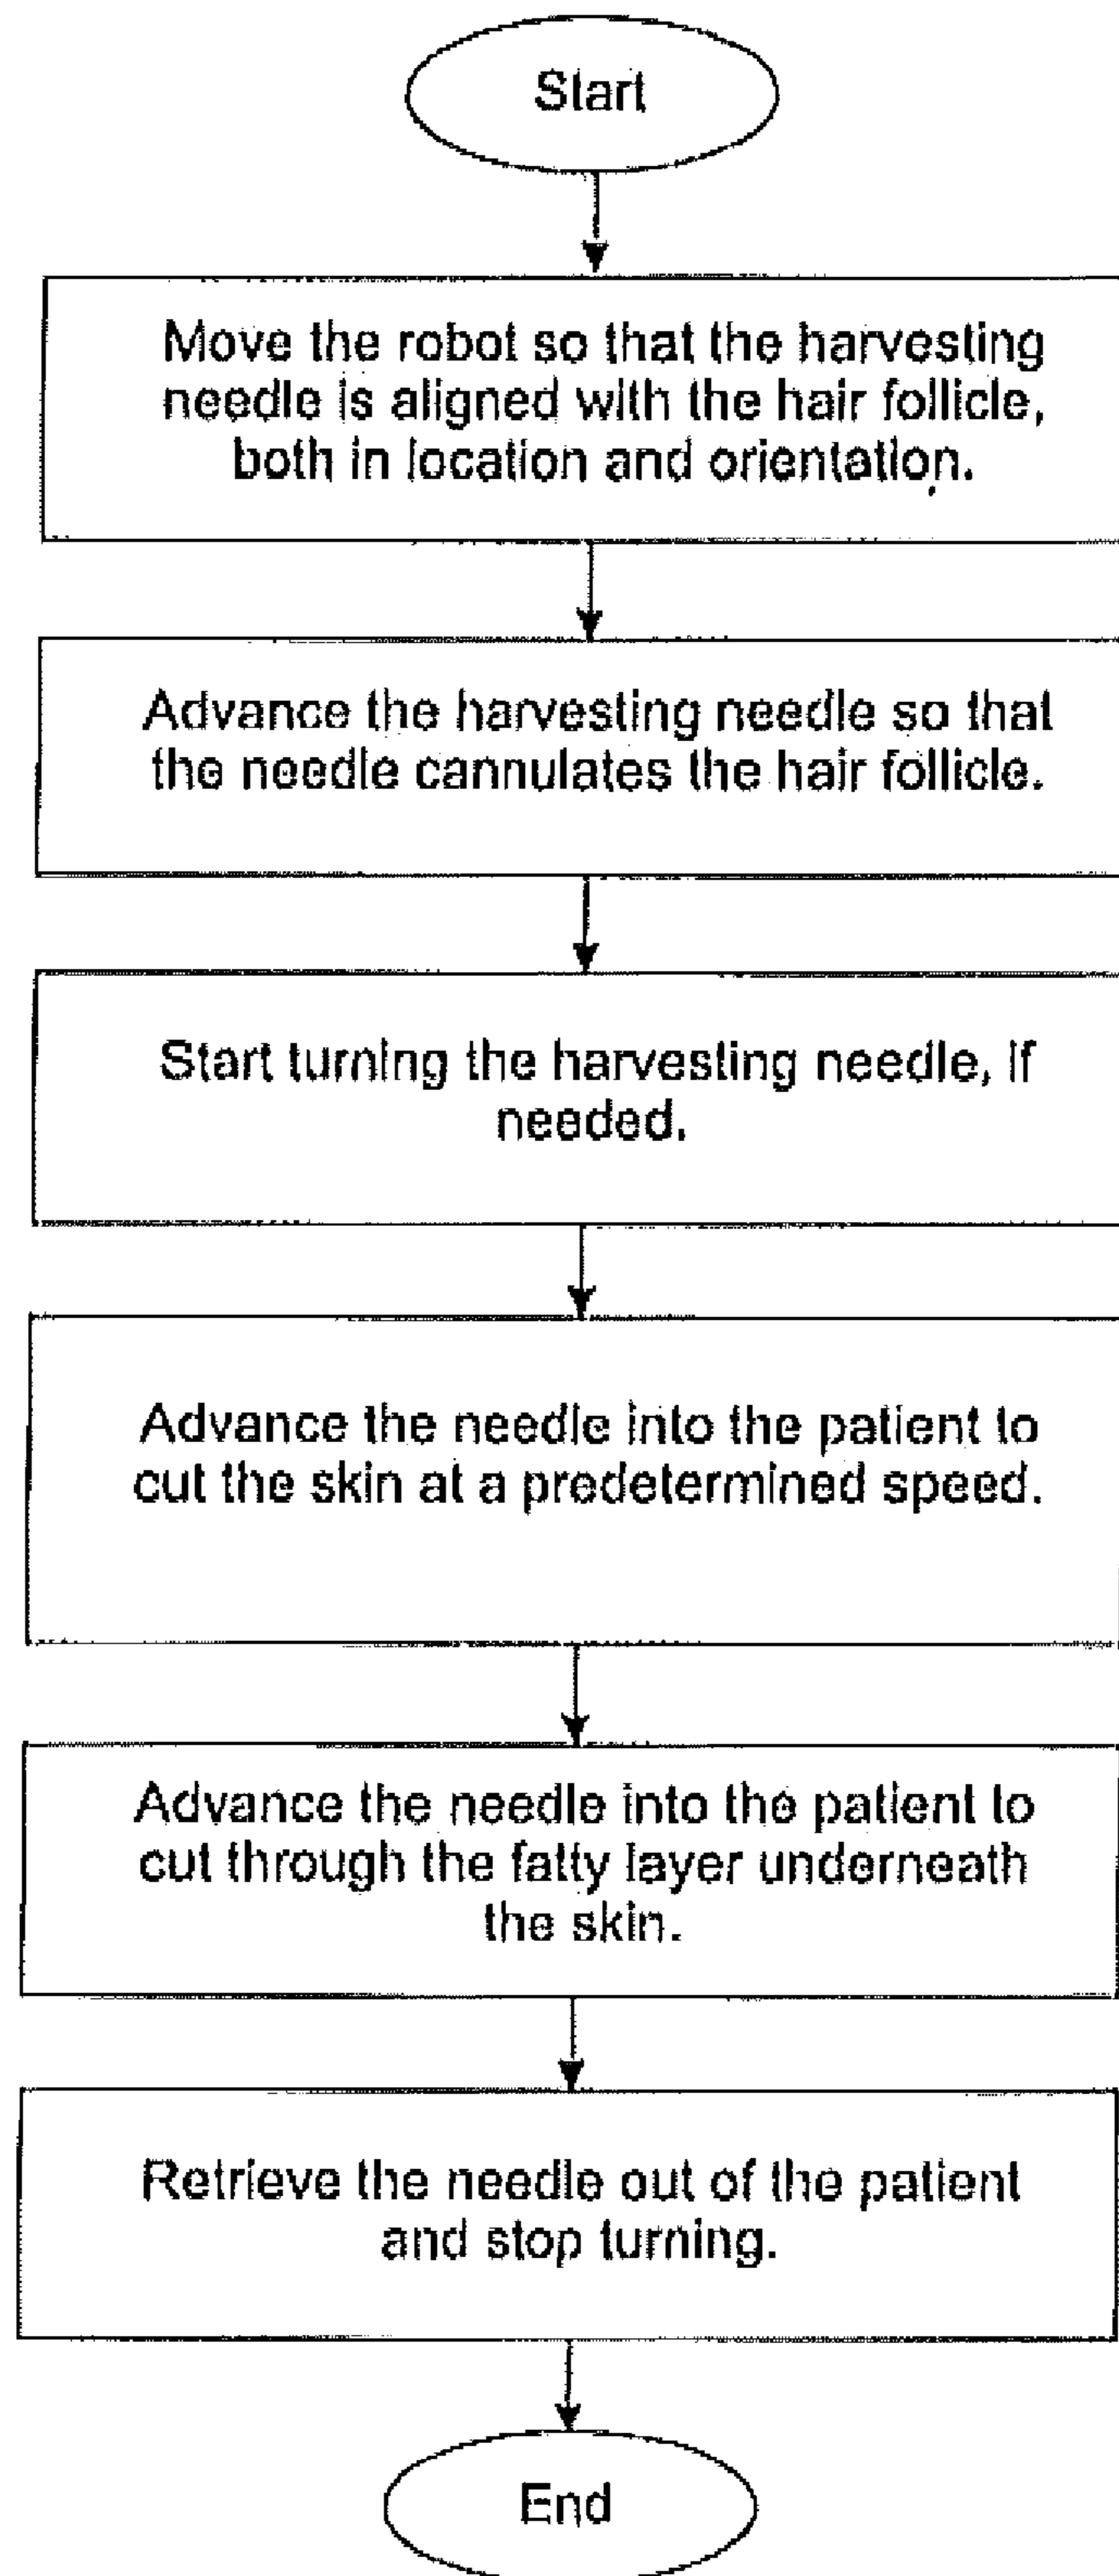 Start
Move the robot so that the harvesting
needle is aligned with the hair follicle,
both in location and orientation.
Advance the harvesting needle so that
the needle cannulates the hair follicle.
Start turning the harvesting needle, if
needed.
Advance the needle into the patient to
cut the skin at a predetermined speed.
Advance the needle into the patient to
cut through the fatty layer underneath
the skin.
Retrieve the needle out of the patient
and stop turning.
End